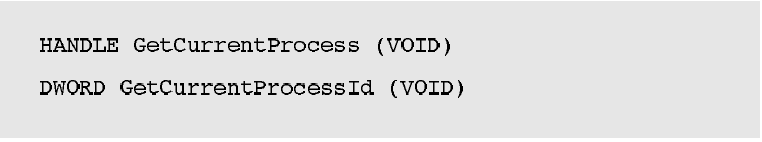 HANDLE GetCurrentProcess (VOID)
DWORD GetCurrentProcessId (VOID)